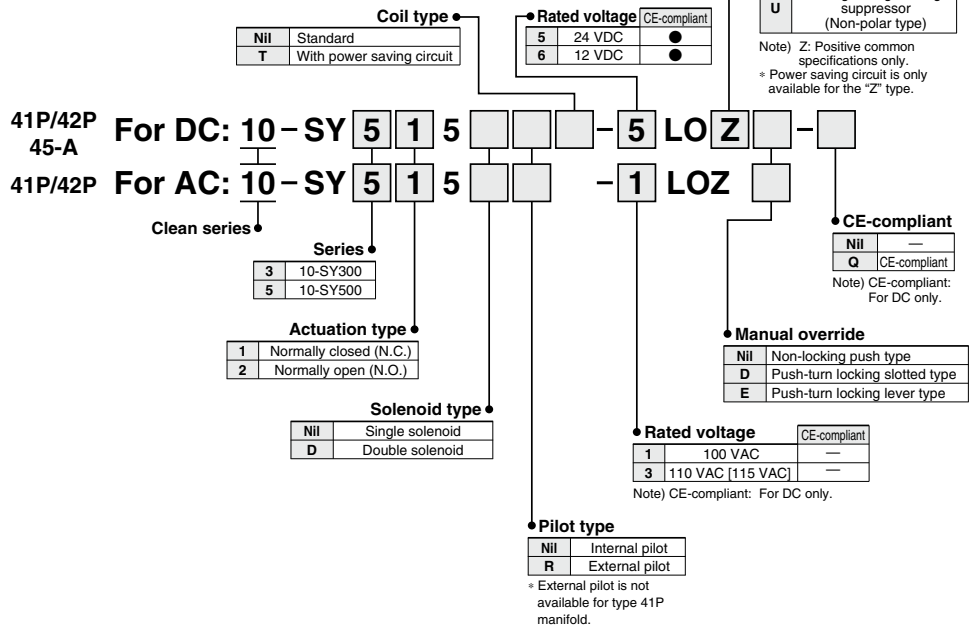 Coil type
Nil Standard
T With power saving circuit
Rated voltage CE-compliant
5 24 VDC ●
6 12 VDC ●
U suppressor
(Non-polar type)
Note) Z: Positive common
specifications only.
* Power saving circuit is only
available for the “Z” type.
41P/42P
45-A
For DC: 10 – SY 5 1 5 – 5 LO Z –
41P/42P For AC: 10 – SY 5 1 5 – 1 LOZ
Clean series
Series
3 10-SY300
5 10-SY500
Actuation type
1 Normally closed (N.C.)
2 Normally open (N.O.)
Solenoid type
Nil Single solenoid
D Double solenoid
Pilot type
Nil Internal pilot
R External pilot
* External pilot is not
available for type 41P
manifold.
Rated voltage CE-compliant
1 100 VAC —
3 110 VAC [115 VAC] —
Note) CE-compliant: For DC only.
Manual override
Nil Non-locking push type
D Push-turn locking slotted type
E Push-turn locking lever type
CE-compliant
Nil —
Q CE-compliant
Note) CE-compliant:
For DC only.